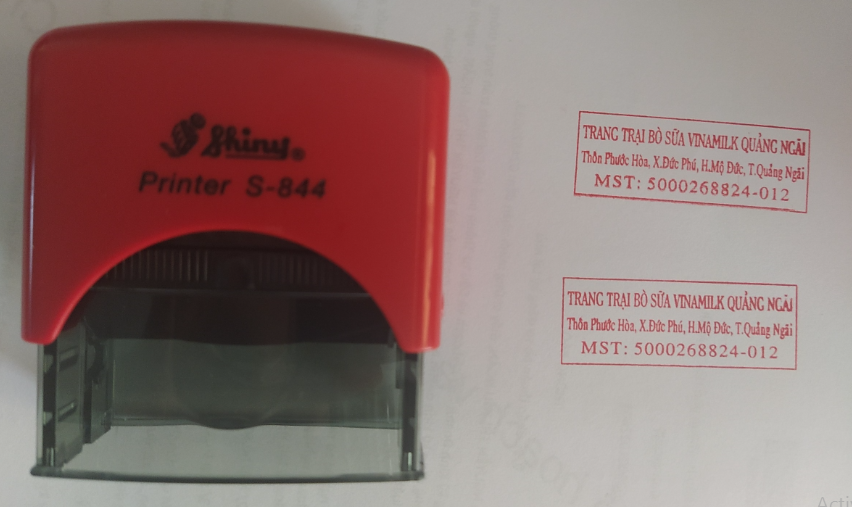 Shiny®
Printer S-844
TRANG TRẠI BÒ SỮA VINAMILK QUẢNG NGÃI
Thôn Phước Hòa, X.Đức Phú, H.Mộ Đức, T.Quảng Ngãi
MST: 5000268824-012
TRANG TRẠI BÒ SỮA VINAMILK QUẢNG NGÃI
Thôn Phước Hòa, X.Đức Phú, H.Mộ Đức, T.Quảng Ngãi
MST: 5000268824-012